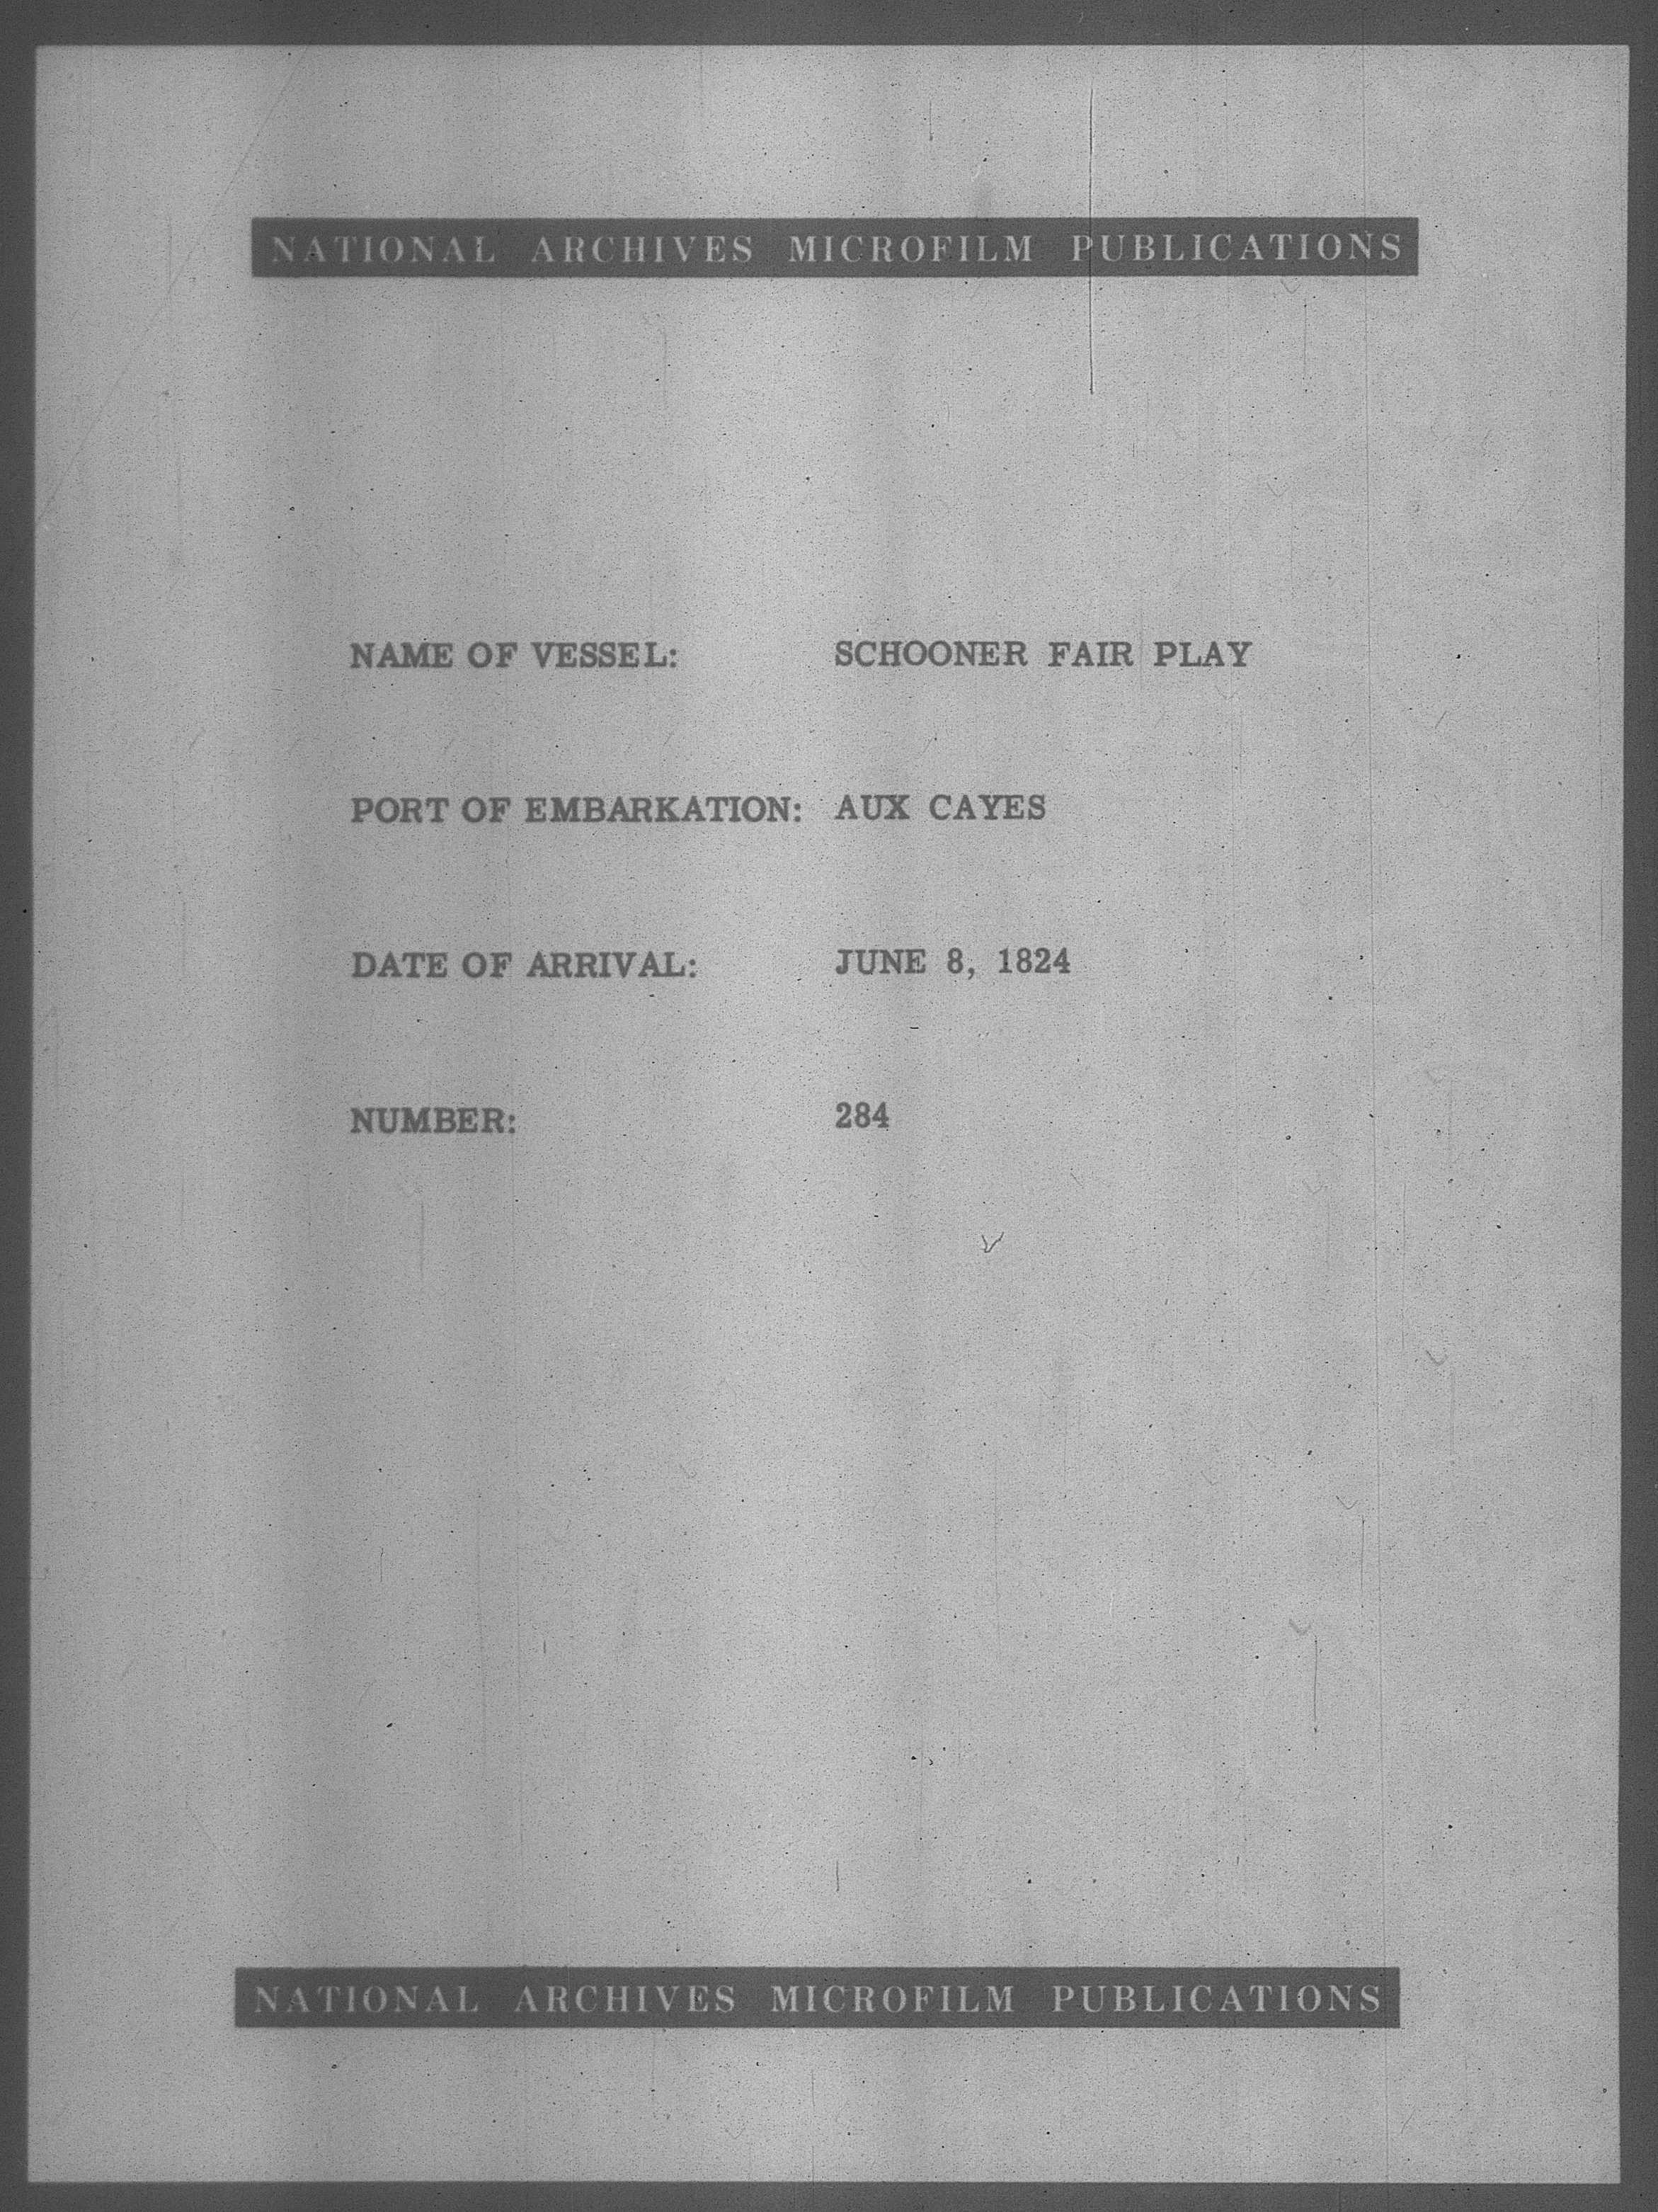 NATIONAL ARCHIVES MICROFILM PUBLICATIONS
NAME OF VESSEL: SCHOONER FAIR PLAY
PORT OF EMBARKATION: AUX CAYES
DATE OF ARRIVAL: JUNE 8, 1824
NUMBER: 284
NATIONAL ARCHIVES MICROFILM PUBLICATIONS